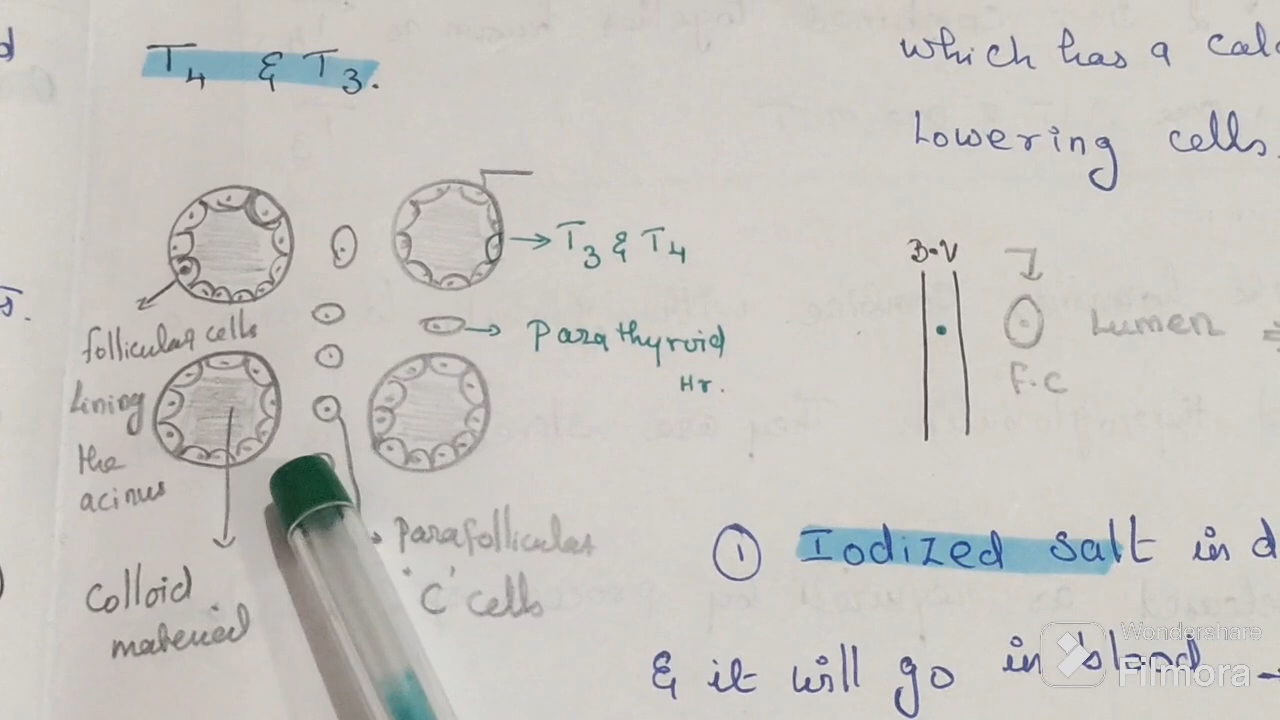 T4 & T3.
which has a
Lowering cells.
T3 & T4
B.V
follicular cells
Parathyroid
Hr.
Lumen
F.C
Lining
the
acinus
Parafollicular
'C' cells
Colloid
material
① Iodized salt in
& it will go in blood →
Wondershare
Filmora